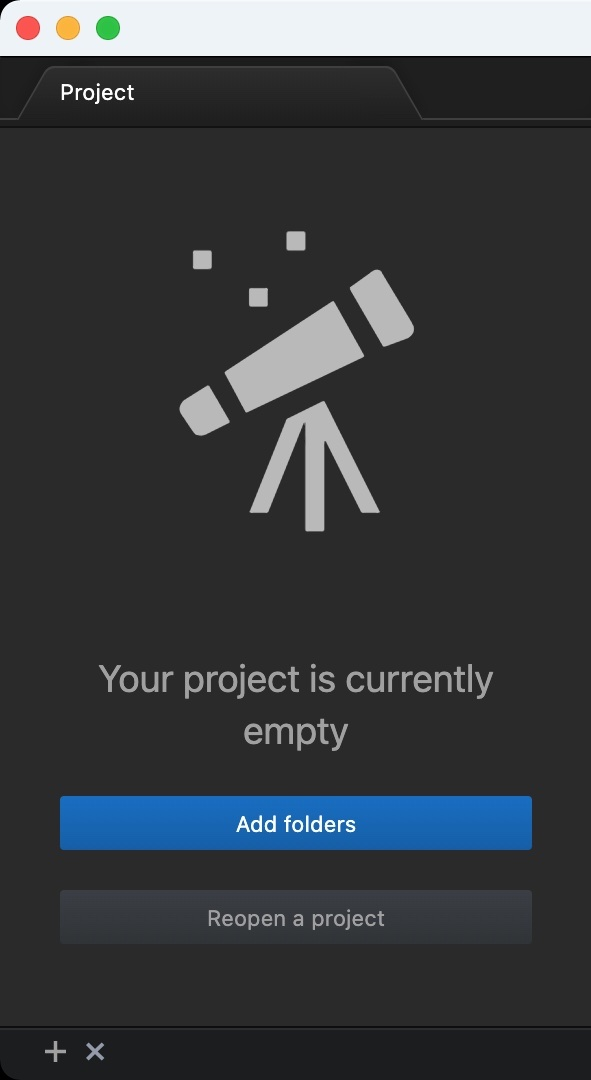 Project
Your project is currently
empty
Add folders
Reopen a project